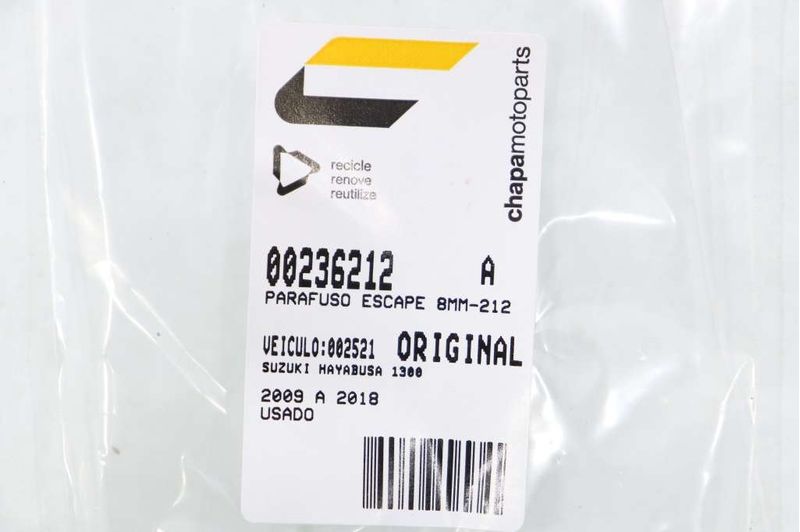 chapamotoparts
recicle
renove
reutilize
00236212 A
PARAFUSO ESCAPE 8MM-212
VEICULO:002521 ORIGINAL
SUZUKI HAYABUSA 1300
2009 A 2018
USADO